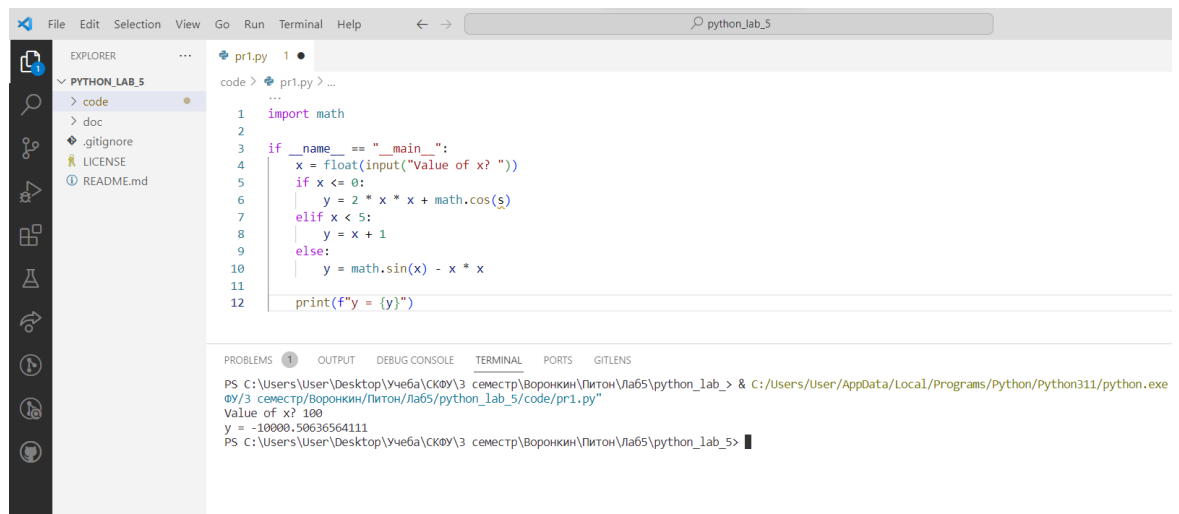 File Edit Selection View Go Run Terminal Help python_lab_5
EXPLORER ...
pr1.py 1
PYTHON_LAB_5
code
doc
.gitignore
LICENSE
README.md
1
code > pr1.py > ...
...
1 import math
2
3 if __name__ == "__main__":
4 x = float(input("Value of x? "))
5 if x <= 0:
6 y = 2 * x * x + math.cos(s)
7 elif x < 5:
8 y = x + 1
9 else:
10 y = math.sin(x) - x * x
11
12 print(f"y = {y}")
PROBLEMS 1 OUTPUT DEBUG CONSOLE TERMINAL PORTS GITLENS
PS C:\Users\User\Desktop\Учеба\СКФУ\3 семестр\Воронкин\Питон\Лаб5\python_lab_> & C:/Users/User/AppData/Local/Programs/Python/Python311/python.exe
ФУ/3 семестр/Воронкин/Питон/Лаб5/python_lab_5/code/pr1.py"
Value of x? 100
y = -10000.50636564111
PS C:\Users\User\Desktop\Учеба\СКФУ\3 семестр\Воронкин\Питон\Лаб5\python_lab_5>